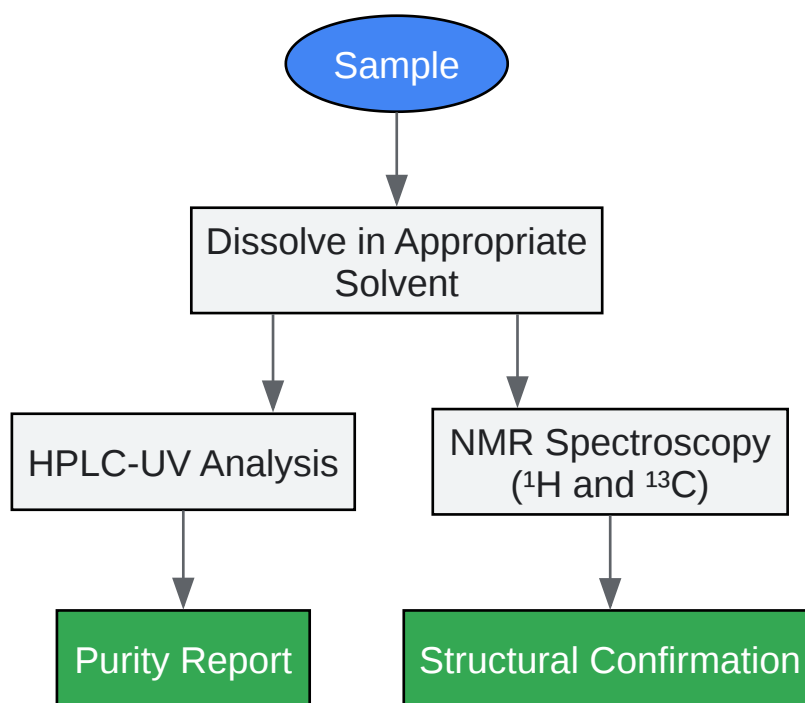 Sample
Dissolve in Appropriate
Solvent
HPLC-UV Analysis
NMR Spectroscopy
(¹H and ¹³C)
Purity Report
Structural Confirmation